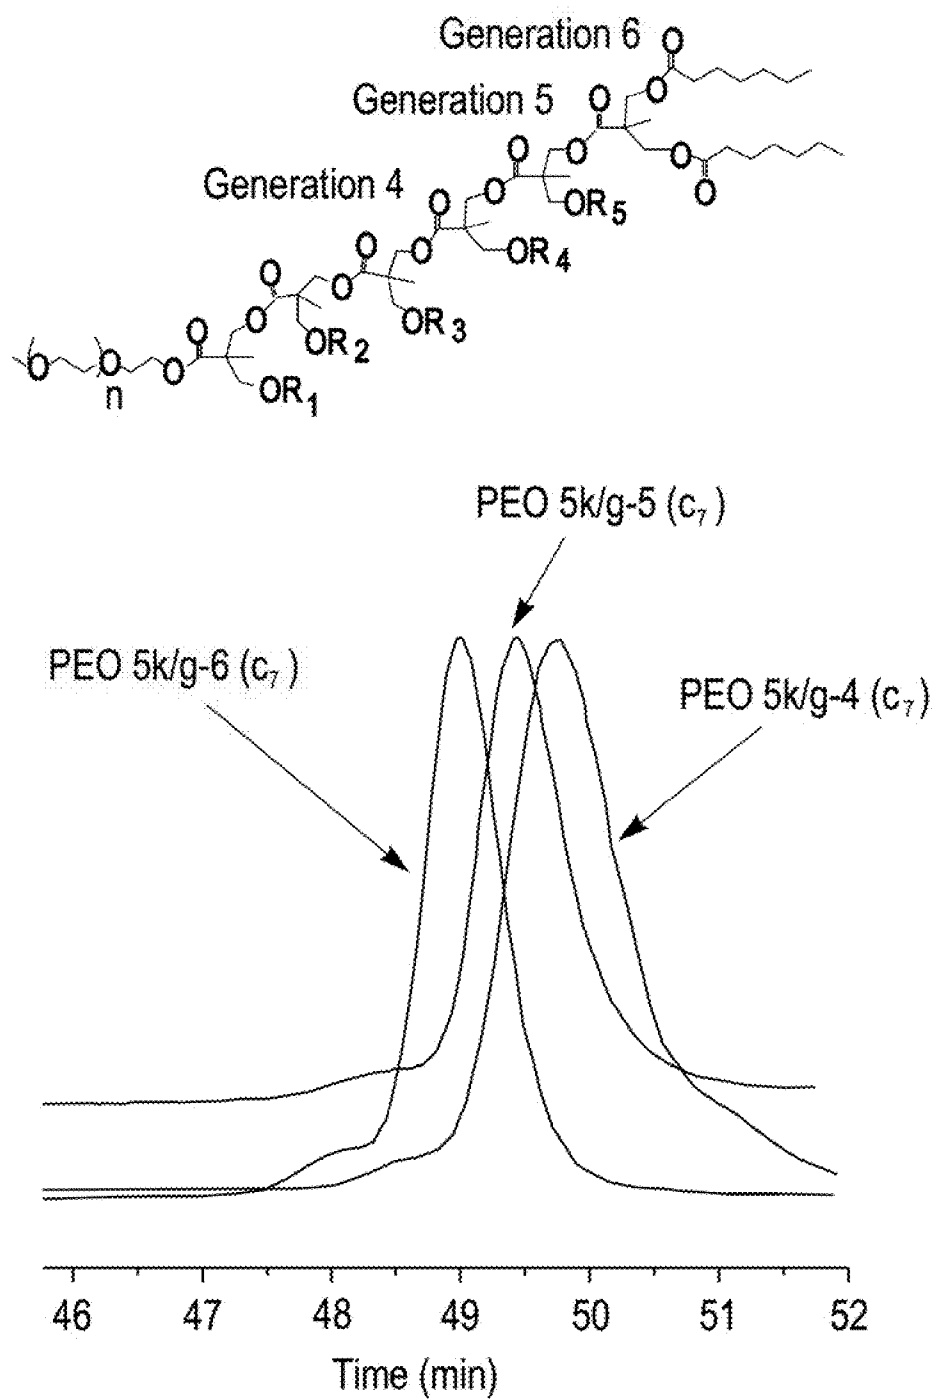 Generation 6
Generation 5
Generation 4
O
O
O
O
O
O
O
O
OR5
O
O
OR4
O
O
O
OR3
O
O
OR2
O
O
O
O
n
OR1
PEO 5k/g-5 (c7)
PEO 5k/g-6 (c7)
PEO 5k/g-4 (c7)
46 47 48 49 50 51 52
Time (min)